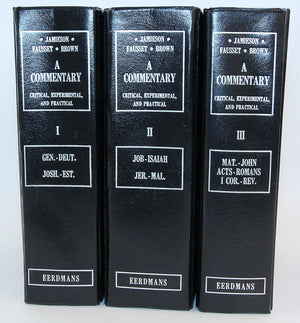 • JAMIESON
FAUSSET • BROWN
A
COMMENTARY
CRITICAL, EXPERIMENTAL,
AND PRACTICAL
I
GEN.-DEUT.
JOSH.-EST.
EERDMANS
• JAMIESON •
FAUSSET • BROWN
A
COMMENTARY
CRITICAL, EXPERIMENTAL,
AND PRACTICAL
II
JOB-ISAIAH
JER.-MAL.
EERDMANS
• JAMIESON •
FAUSSET • BROWN
A
COMMENTARY
CRITICAL, EXPERIMENTAL,
AND PRACTICAL
III
MAT.-JOHN
ACTS-ROMANS
I COR.-REV.
EERDMANS